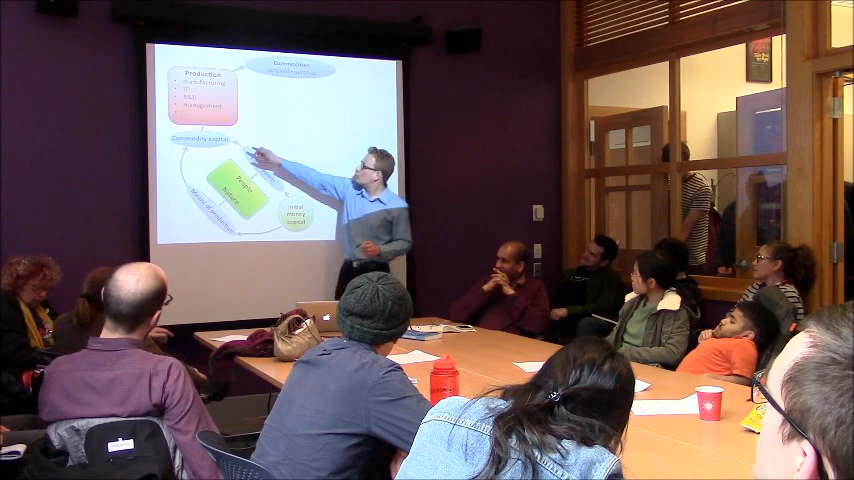 Production
• manufacturing
• IT
• R&D
• management
Commodities
Commodity capital
People
Nature
Means of production
Initial
money
capital